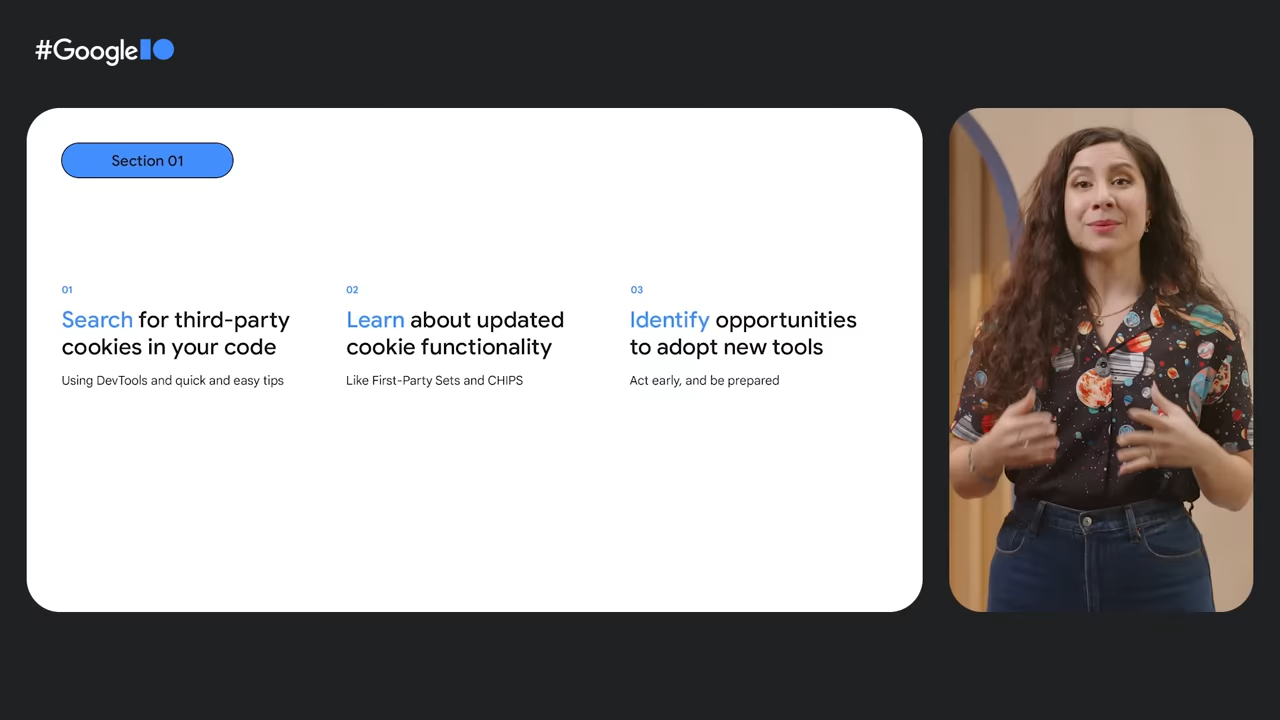 #GoogleIO
Section 01
01
Search for third-party
cookies in your code
Using DevTools and quick and easy tips
02
Learn about updated
cookie functionality
Like First-Party Sets and CHIPS
03
Identify opportunities
to adopt new tools
Act early, and be prepared